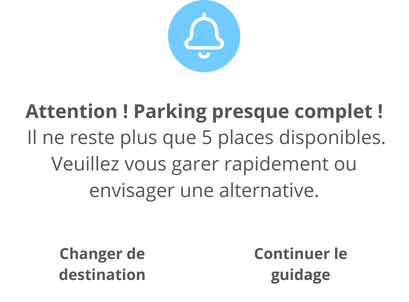 Attention ! Parking presque complet !
Il ne reste plus que 5 places disponibles.
Veuillez vous garer rapidement ou
envisager une alternative.
Changer de
destination
Continuer le
guidage